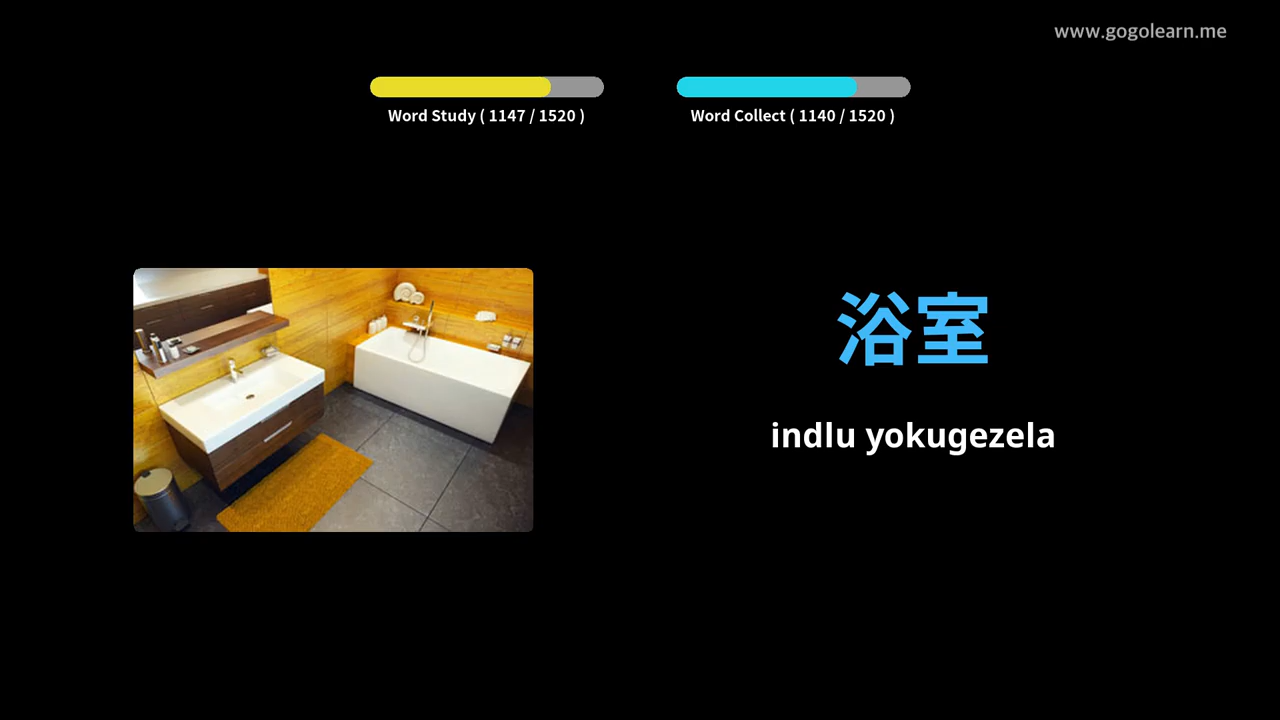 www.gogolearn.me
Word Study ( 1147 / 1520 )
Word Collect ( 1140 / 1520 )
浴室
indlu yokugezela